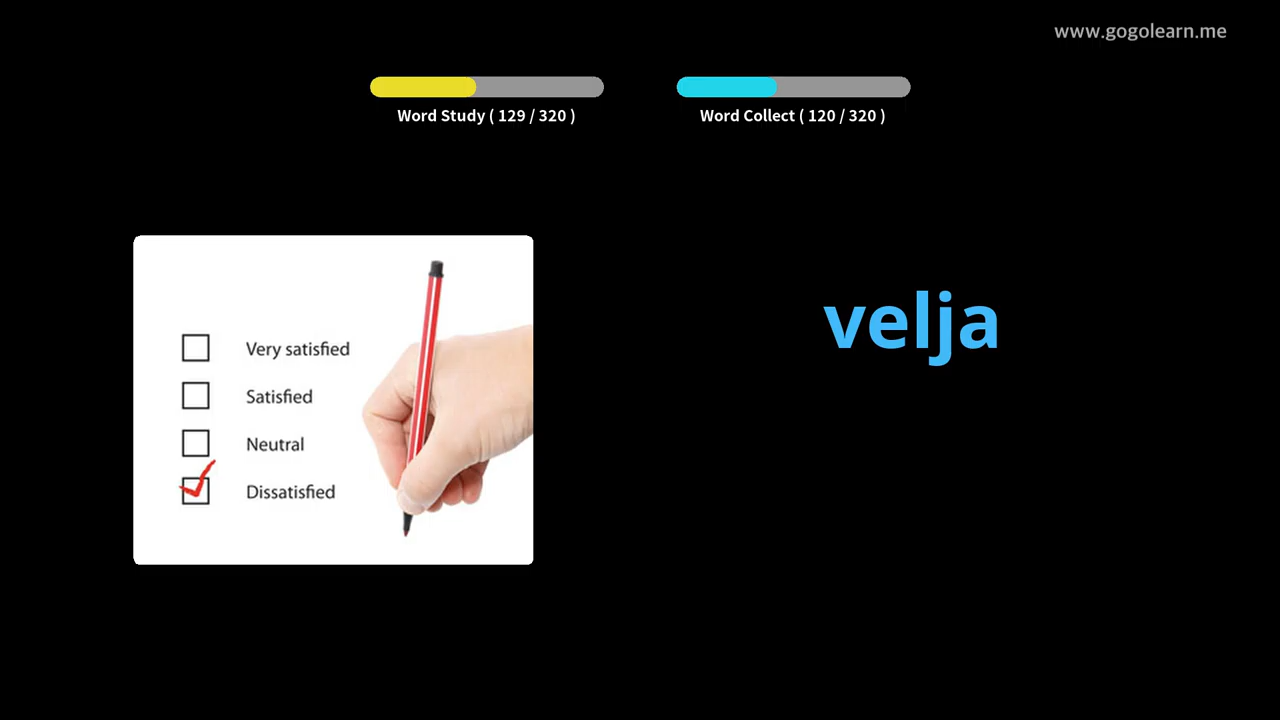 www.gogolearn.me
Word Study ( 129 / 320 )
Word Collect ( 120 / 320 )
velja
Very satisfied
Satisfied
Neutral
Dissatisfied